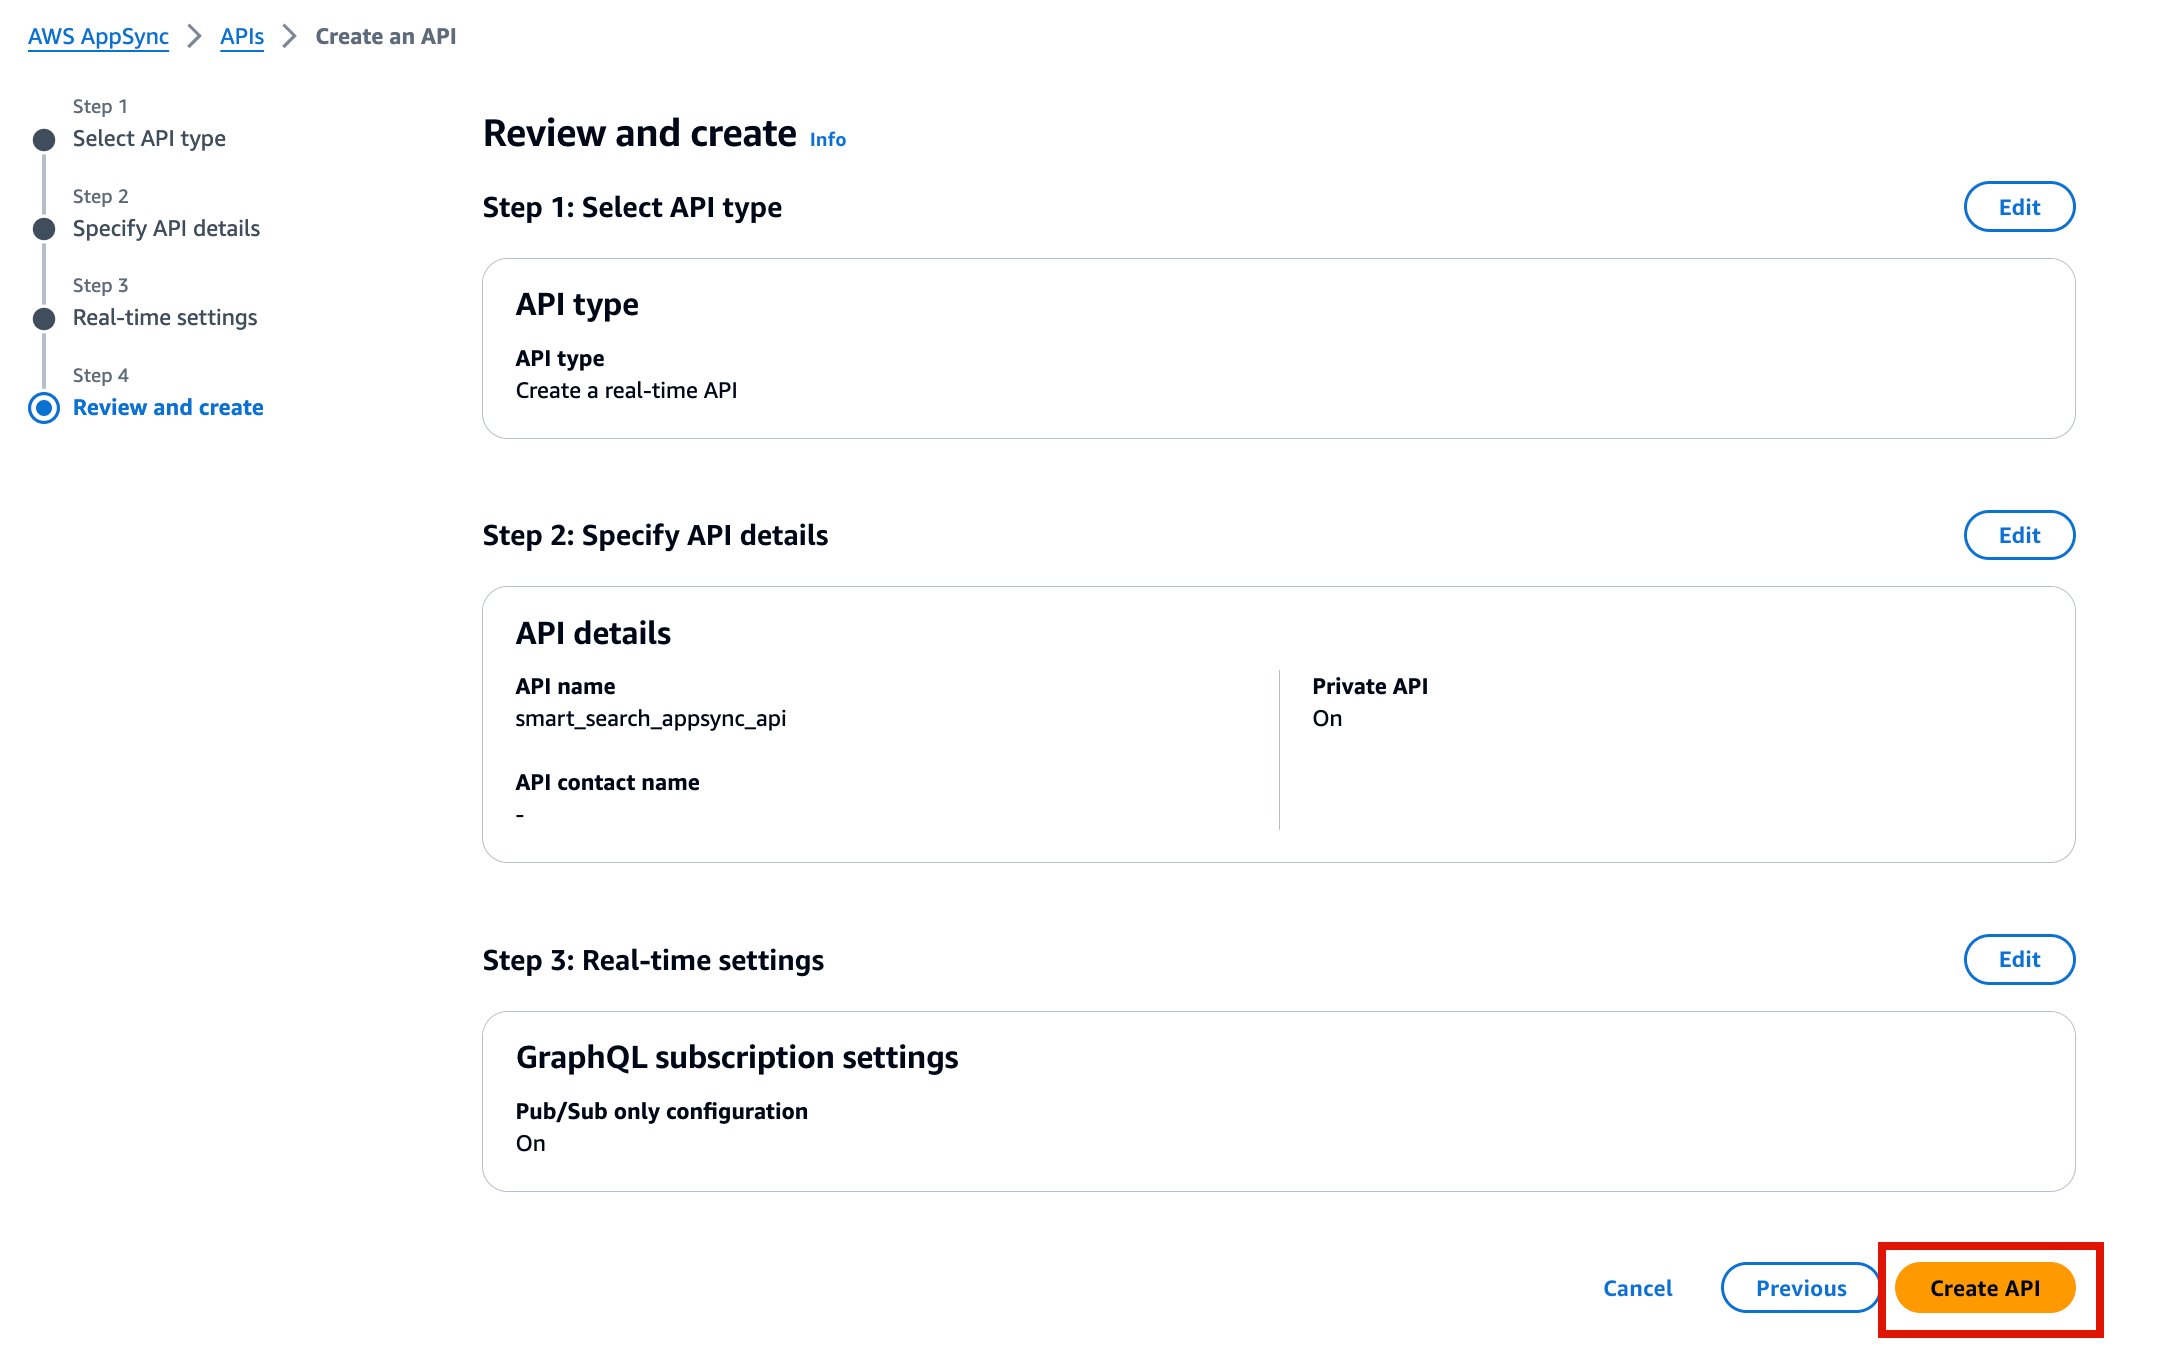 AWS AppSync > APIs > Create an API
Step 1
Select API type
Step 2
Specify API details
Step 3
Real-time settings
Step 4
Review and create
Review and create Info
Step 1: Select API type
Edit
API type
API type
Create a real-time API
Step 2: Specify API details
Edit
API details
API name
smart_search_appsync_api
API contact name
-
Private API
On
Step 3: Real-time settings
Edit
GraphQL subscription settings
Pub/Sub only configuration
On
Cancel
Previous
Create API